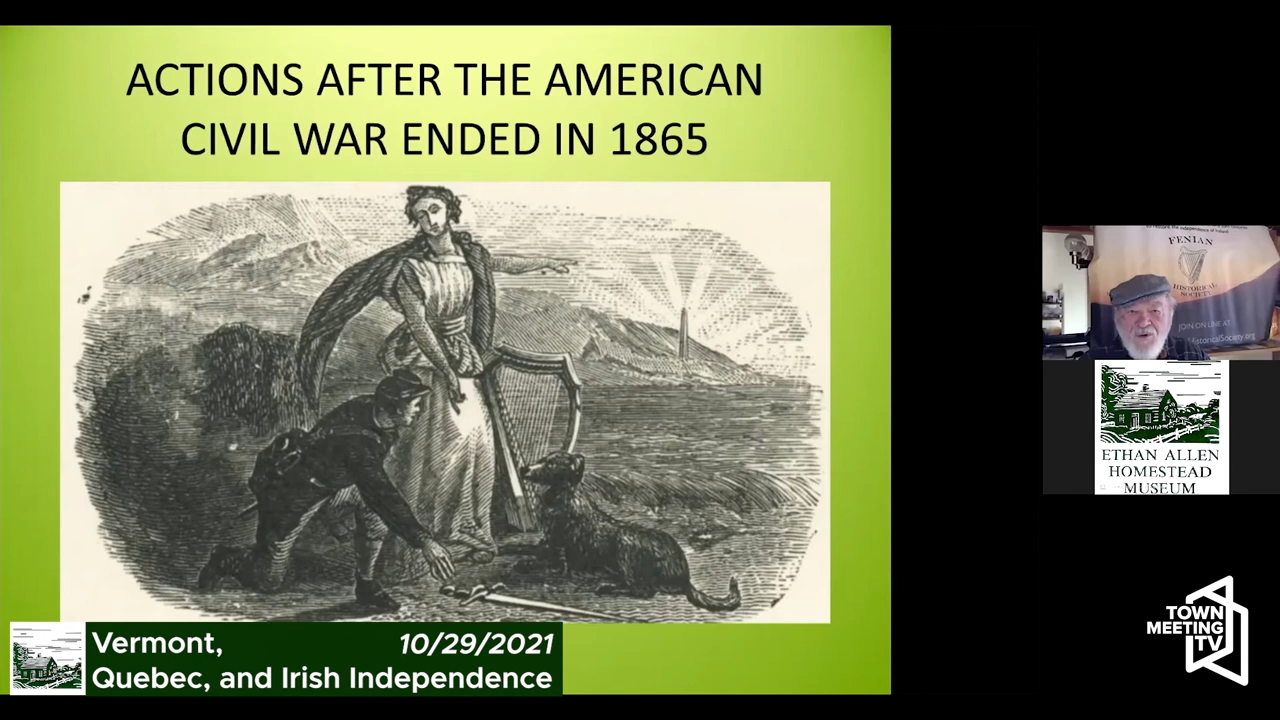 ACTIONS AFTER THE AMERICAN
CIVIL WAR ENDED IN 1865
FENIAN
HISTORICAL
SOCIETY
JOIN ON LINE AT
HistoricalSociety.org
ETHAN ALLEN
HOMESTEAD
MUSEUM
Vermont, 10/29/2021
Quebec, and Irish Independence
TOWN
MEETING
TV